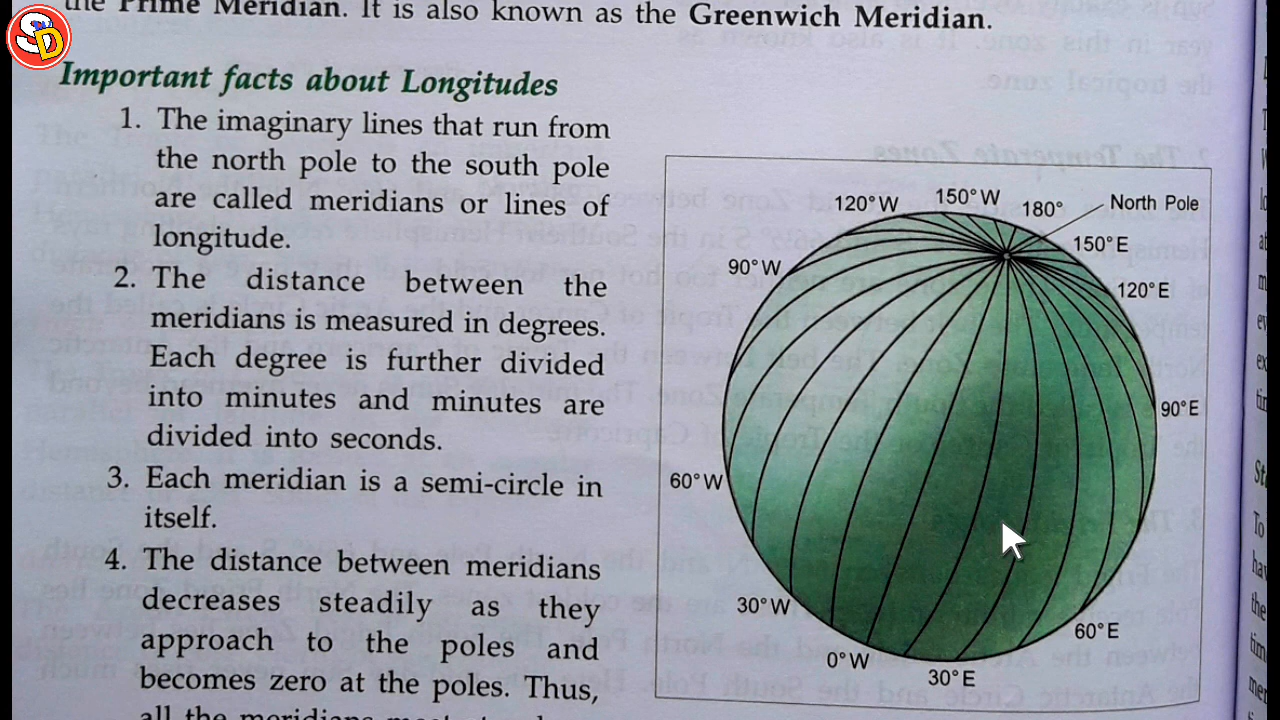 SD
the Prime Meridian. It is also known as the Greenwich Meridian.
Important facts about Longitudes
1. The imaginary lines that run from
the north pole to the south pole
are called meridians or lines of
longitude.
2. The distance between the
meridians is measured in degrees.
Each degree is further divided
into minutes and minutes are
divided into seconds.
3. Each meridian is a semi-circle in
itself.
4. The distance between meridians
decreases steadily as they
approach to the poles and
becomes zero at the poles. Thus,
all the meridians
120° W
150° W
180°
North Pole
150° E
90° W
120° E
90° E
60° W
30° W
60° E
0° W
30° E